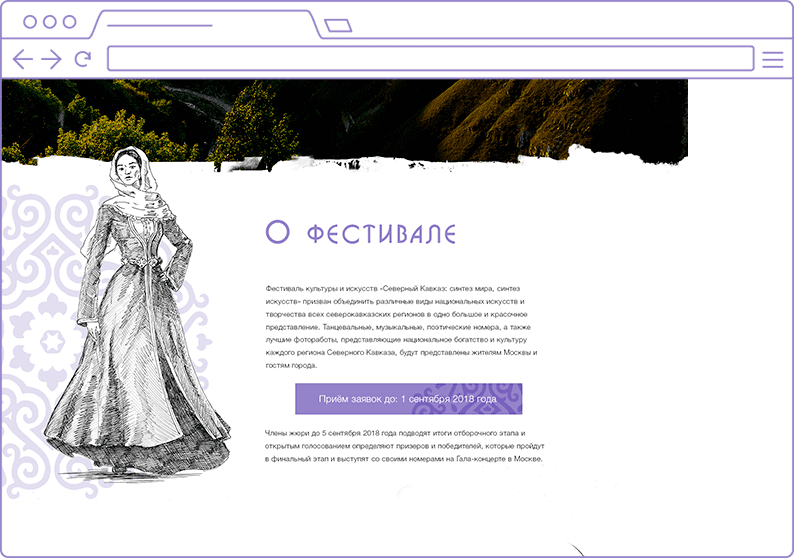 О ФЕСТИВАЛЕ
Фестиваль культуры и искусств «Северный Кавказ: синтез мира, синтез
искусств» призван объединить различные виды национальных искусств и
творчества всех северокавказских регионов в одно большое и красочное
представление. Танцевальные, музыкальные, поэтические номера, а также
лучшие фотоработы, представляющие национальное богатство и культуру
каждого региона Северного Кавказа, будут представлены жителям Москвы и
гостям города.
Приём заявок до: 1 сентября 2018 года
Члены жюри до 5 сентября 2018 года подводят итоги отборочного этапа и
открытым голосованием определяют призеров и победителей, которые пройдут
в финальный этап и выступят со своими номерами на Гала-концерте в Москве.